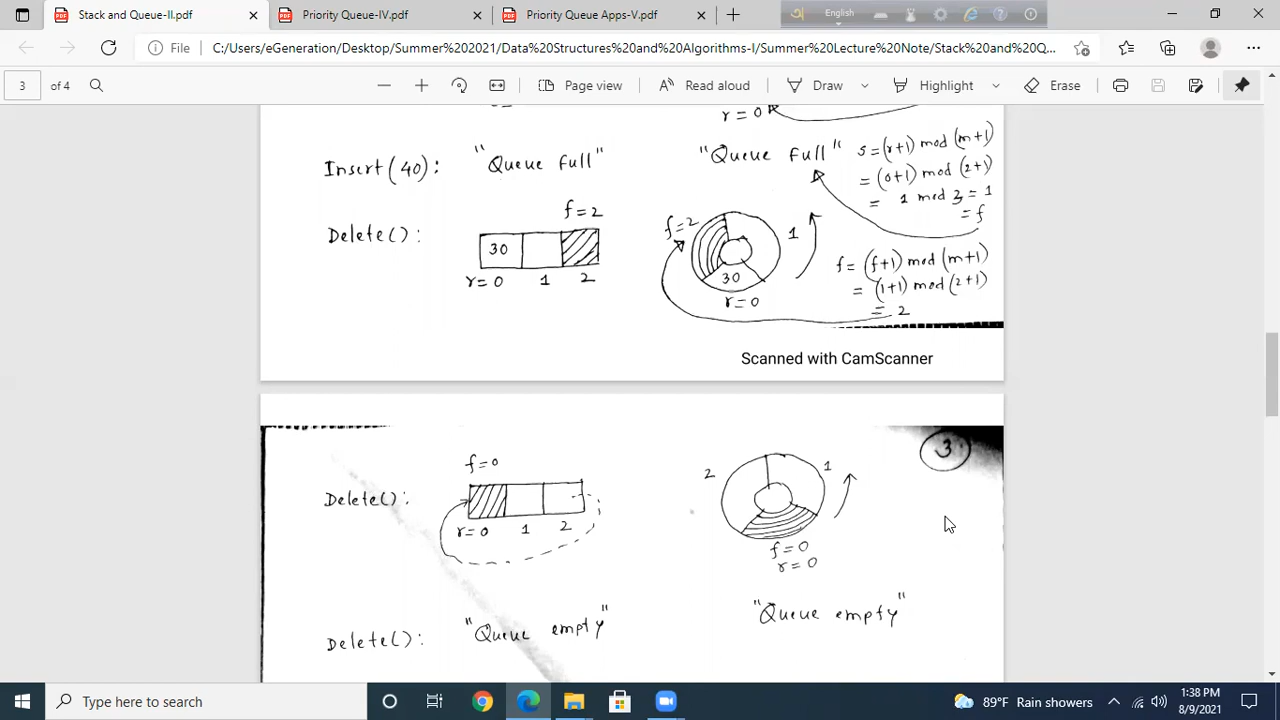 Stack and Queue-II.pdf
Priority Queue-IV.pdf
Priority Queue Apps-V.pdf
English
File
C:/Users/eGeneration/Desktop/Summer%202021/Data%20Structures%20and%20Algorithms-I/Summer%20Lecture%20Note/Stack%20and%20Q...
3 of 4
Page view
Read aloud
Draw
Highlight
Erase
r = 0
Insert(40):
"Queue full"
"Queue full"
s = (r+1) mod (m+1)
= (0+1) mod (2+1)
= 1 mod 3 = 1
= f
Delete():
f = 2
30
r = 0
1
2
f = 2
1
30
r = 0
f = (f+1) mod (m+1)
= (1+1) mod (2+1)
= 2
Scanned with CamScanner
3
Delete():
f = 0
r = 0
1
2
2
1
f = 0
r = 0
Delete():
"Queue empty"
"Queue empty"
Type here to search
89°F Rain showers
1:38 PM
8/9/2021